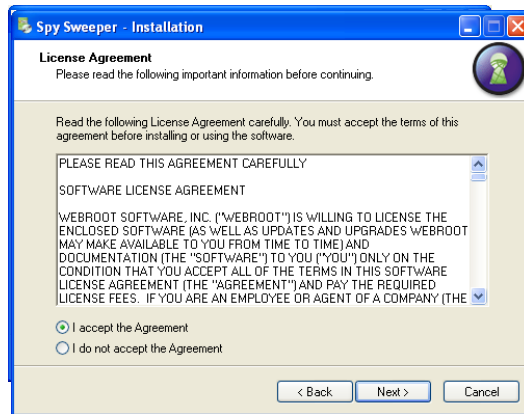 Spy Sweeper - Installation
License Agreement
Please read the following important information before continuing.
Read the following License Agreement carefully. You must accept the terms of this
agreement before installing or using the software.
PLEASE READ THIS AGREEMENT CAREFULLY
SOFTWARE LICENSE AGREEMENT
WEBROOT SOFTWARE, INC. ("WEBROOT") IS WILLING TO LICENSE THE
ENCLOSED SOFTWARE (AS WELL AS UPDATES AND UPGRADES WEBROOT
MAY MAKE AVAILABLE TO YOU FROM TIME TO TIME) AND
DOCUMENTATION (THE "SOFTWARE") TO YOU ("YOU") ONLY ON THE
CONDITION THAT YOU ACCEPT ALL OF THE TERMS IN THIS SOFTWARE
LICENSE AGREEMENT (THE "AGREEMENT") AND PAY THE REQUIRED
LICENSE FEES.  IF YOU ARE AN EMPLOYEE OR AGENT OF A COMPANY (THE
I accept the Agreement
I do not accept the Agreement
< Back Next > Cancel